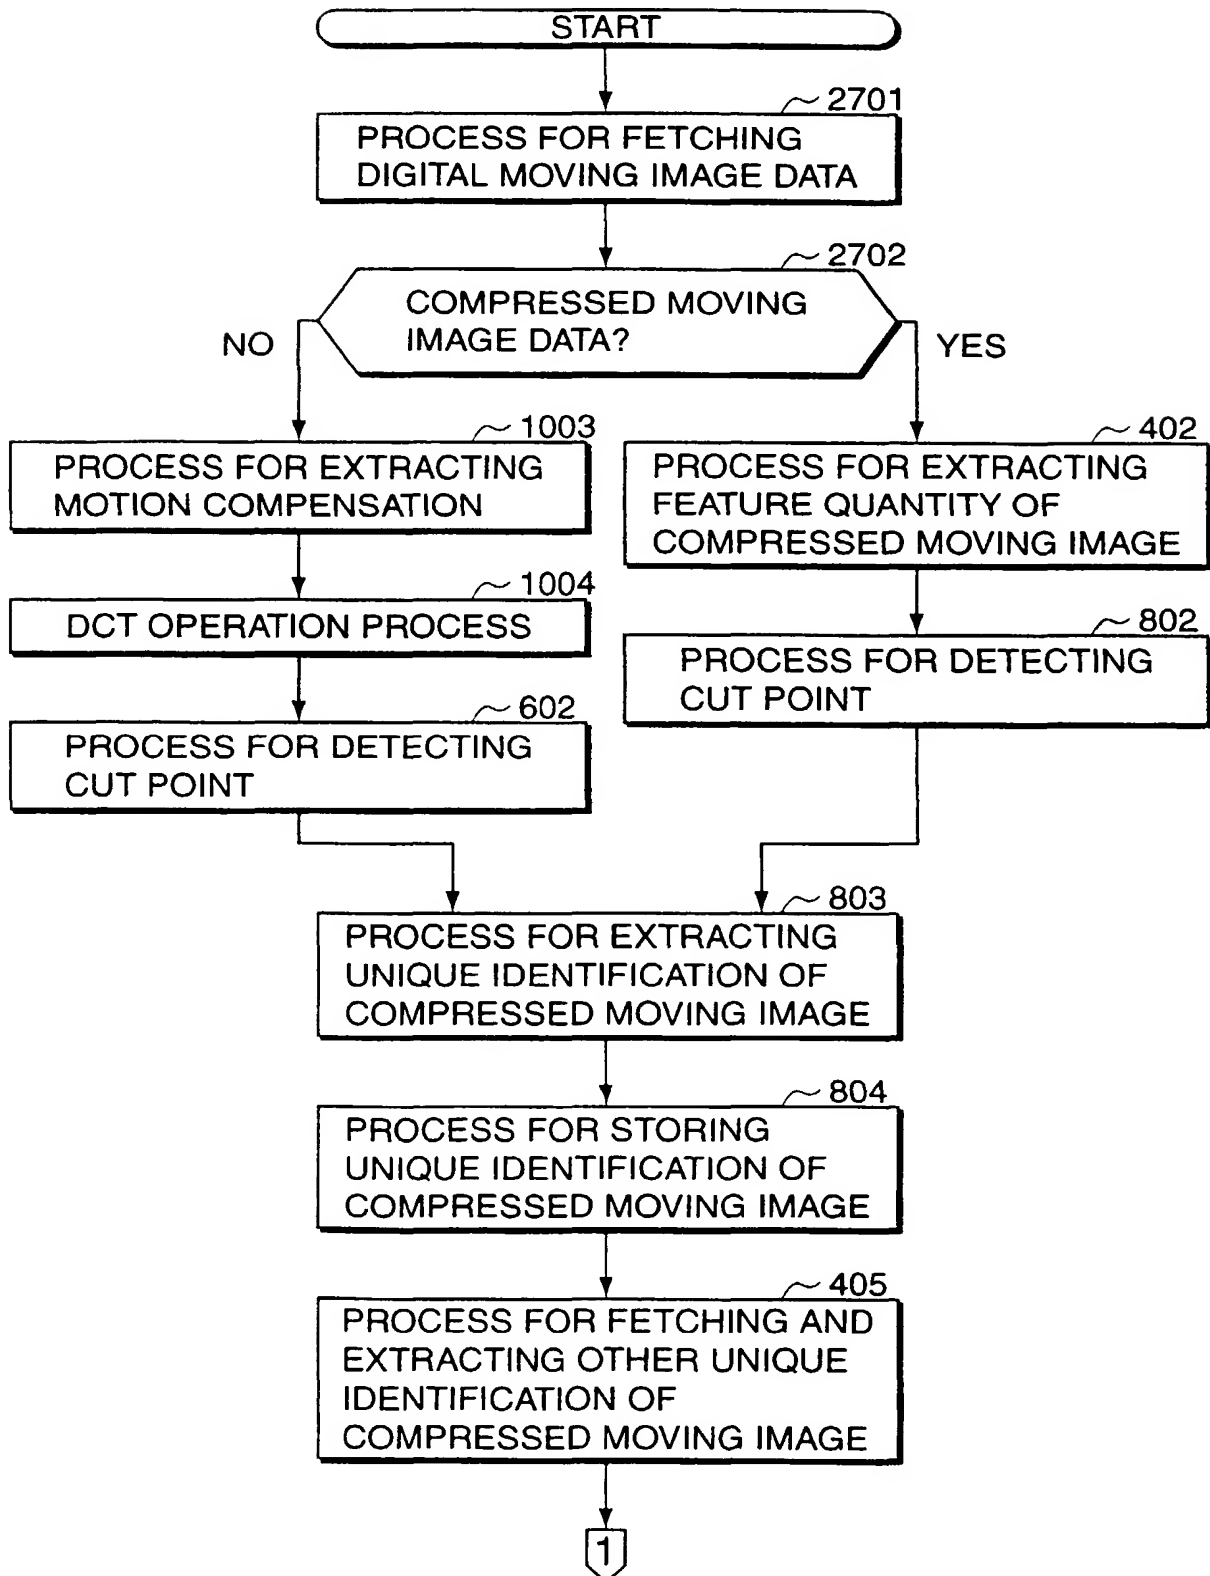 START
2701
PROCESS FOR FETCHING
DIGITAL MOVING IMAGE DATA
2702
COMPRESSED MOVING
IMAGE DATA?
NO
YES
1003
PROCESS FOR EXTRACTING
MOTION COMPENSATION
402
PROCESS FOR EXTRACTING
FEATURE QUANTITY OF
COMPRESSED MOVING IMAGE
1004
DCT OPERATION PROCESS
802
PROCESS FOR DETECTING
CUT POINT
602
PROCESS FOR DETECTING
CUT POINT
803
PROCESS FOR EXTRACTING
UNIQUE IDENTIFICATION OF
COMPRESSED MOVING IMAGE
804
PROCESS FOR STORING
UNIQUE IDENTIFICATION OF
COMPRESSED MOVING IMAGE
405
PROCESS FOR FETCHING AND
EXTRACTING OTHER UNIQUE
IDENTIFICATION OF
COMPRESSED MOVING IMAGE
1